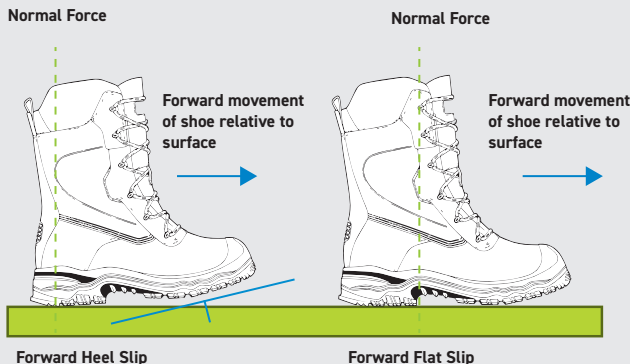 Normal Force
Normal Force
Forward movement
of shoe relative to
surface
Forward movement
of shoe relative to
surface
Forward Heel Slip
Forward Flat Slip